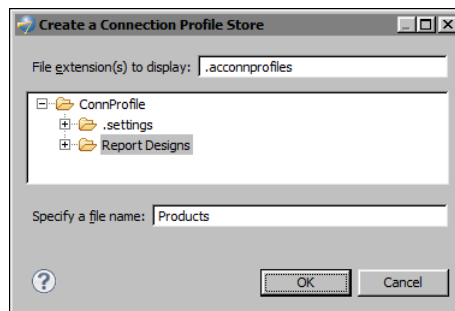 Create a Connection Profile Store
File extension(s) to display: .acconnprofiles
ConnProfile
.settings
Report Designs
Specify a file name: Products
? OK Cancel